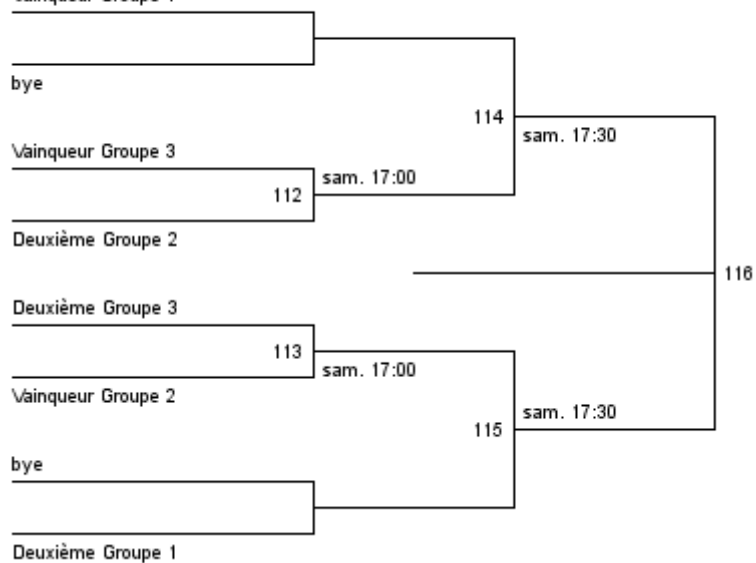 bye
114
sam. 17:30
Vainqueur Groupe 3
sam. 17:00
112
Deuxième Groupe 2
116
Deuxième Groupe 3
113
sam. 17:00
Vainqueur Groupe 2
sam. 17:30
115
bye
Deuxième Groupe 1